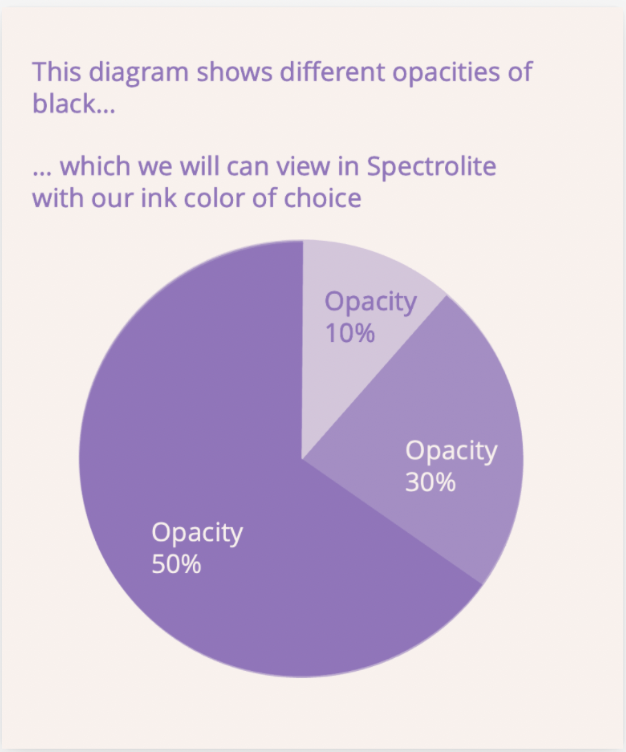 This diagram shows different opacities of
black...
... which we will can view in Spectrolite
with our ink color of choice
Opacity
10%
Opacity
30%
Opacity
50%